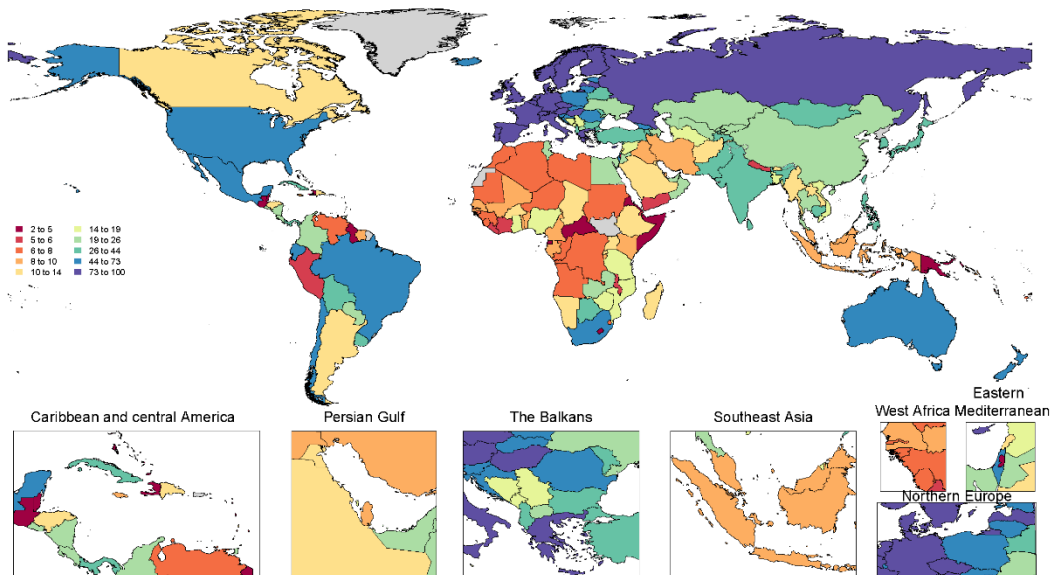 2 to 5
5 to 6
6 to 8
8 to 10
10 to 14
14 to 19
19 to 26
26 to 44
44 to 73
73 to 100
Caribbean and central America
Persian Gulf
The Balkans
Southeast Asia
West Africa
Eastern
Mediterranean
Northern Europe